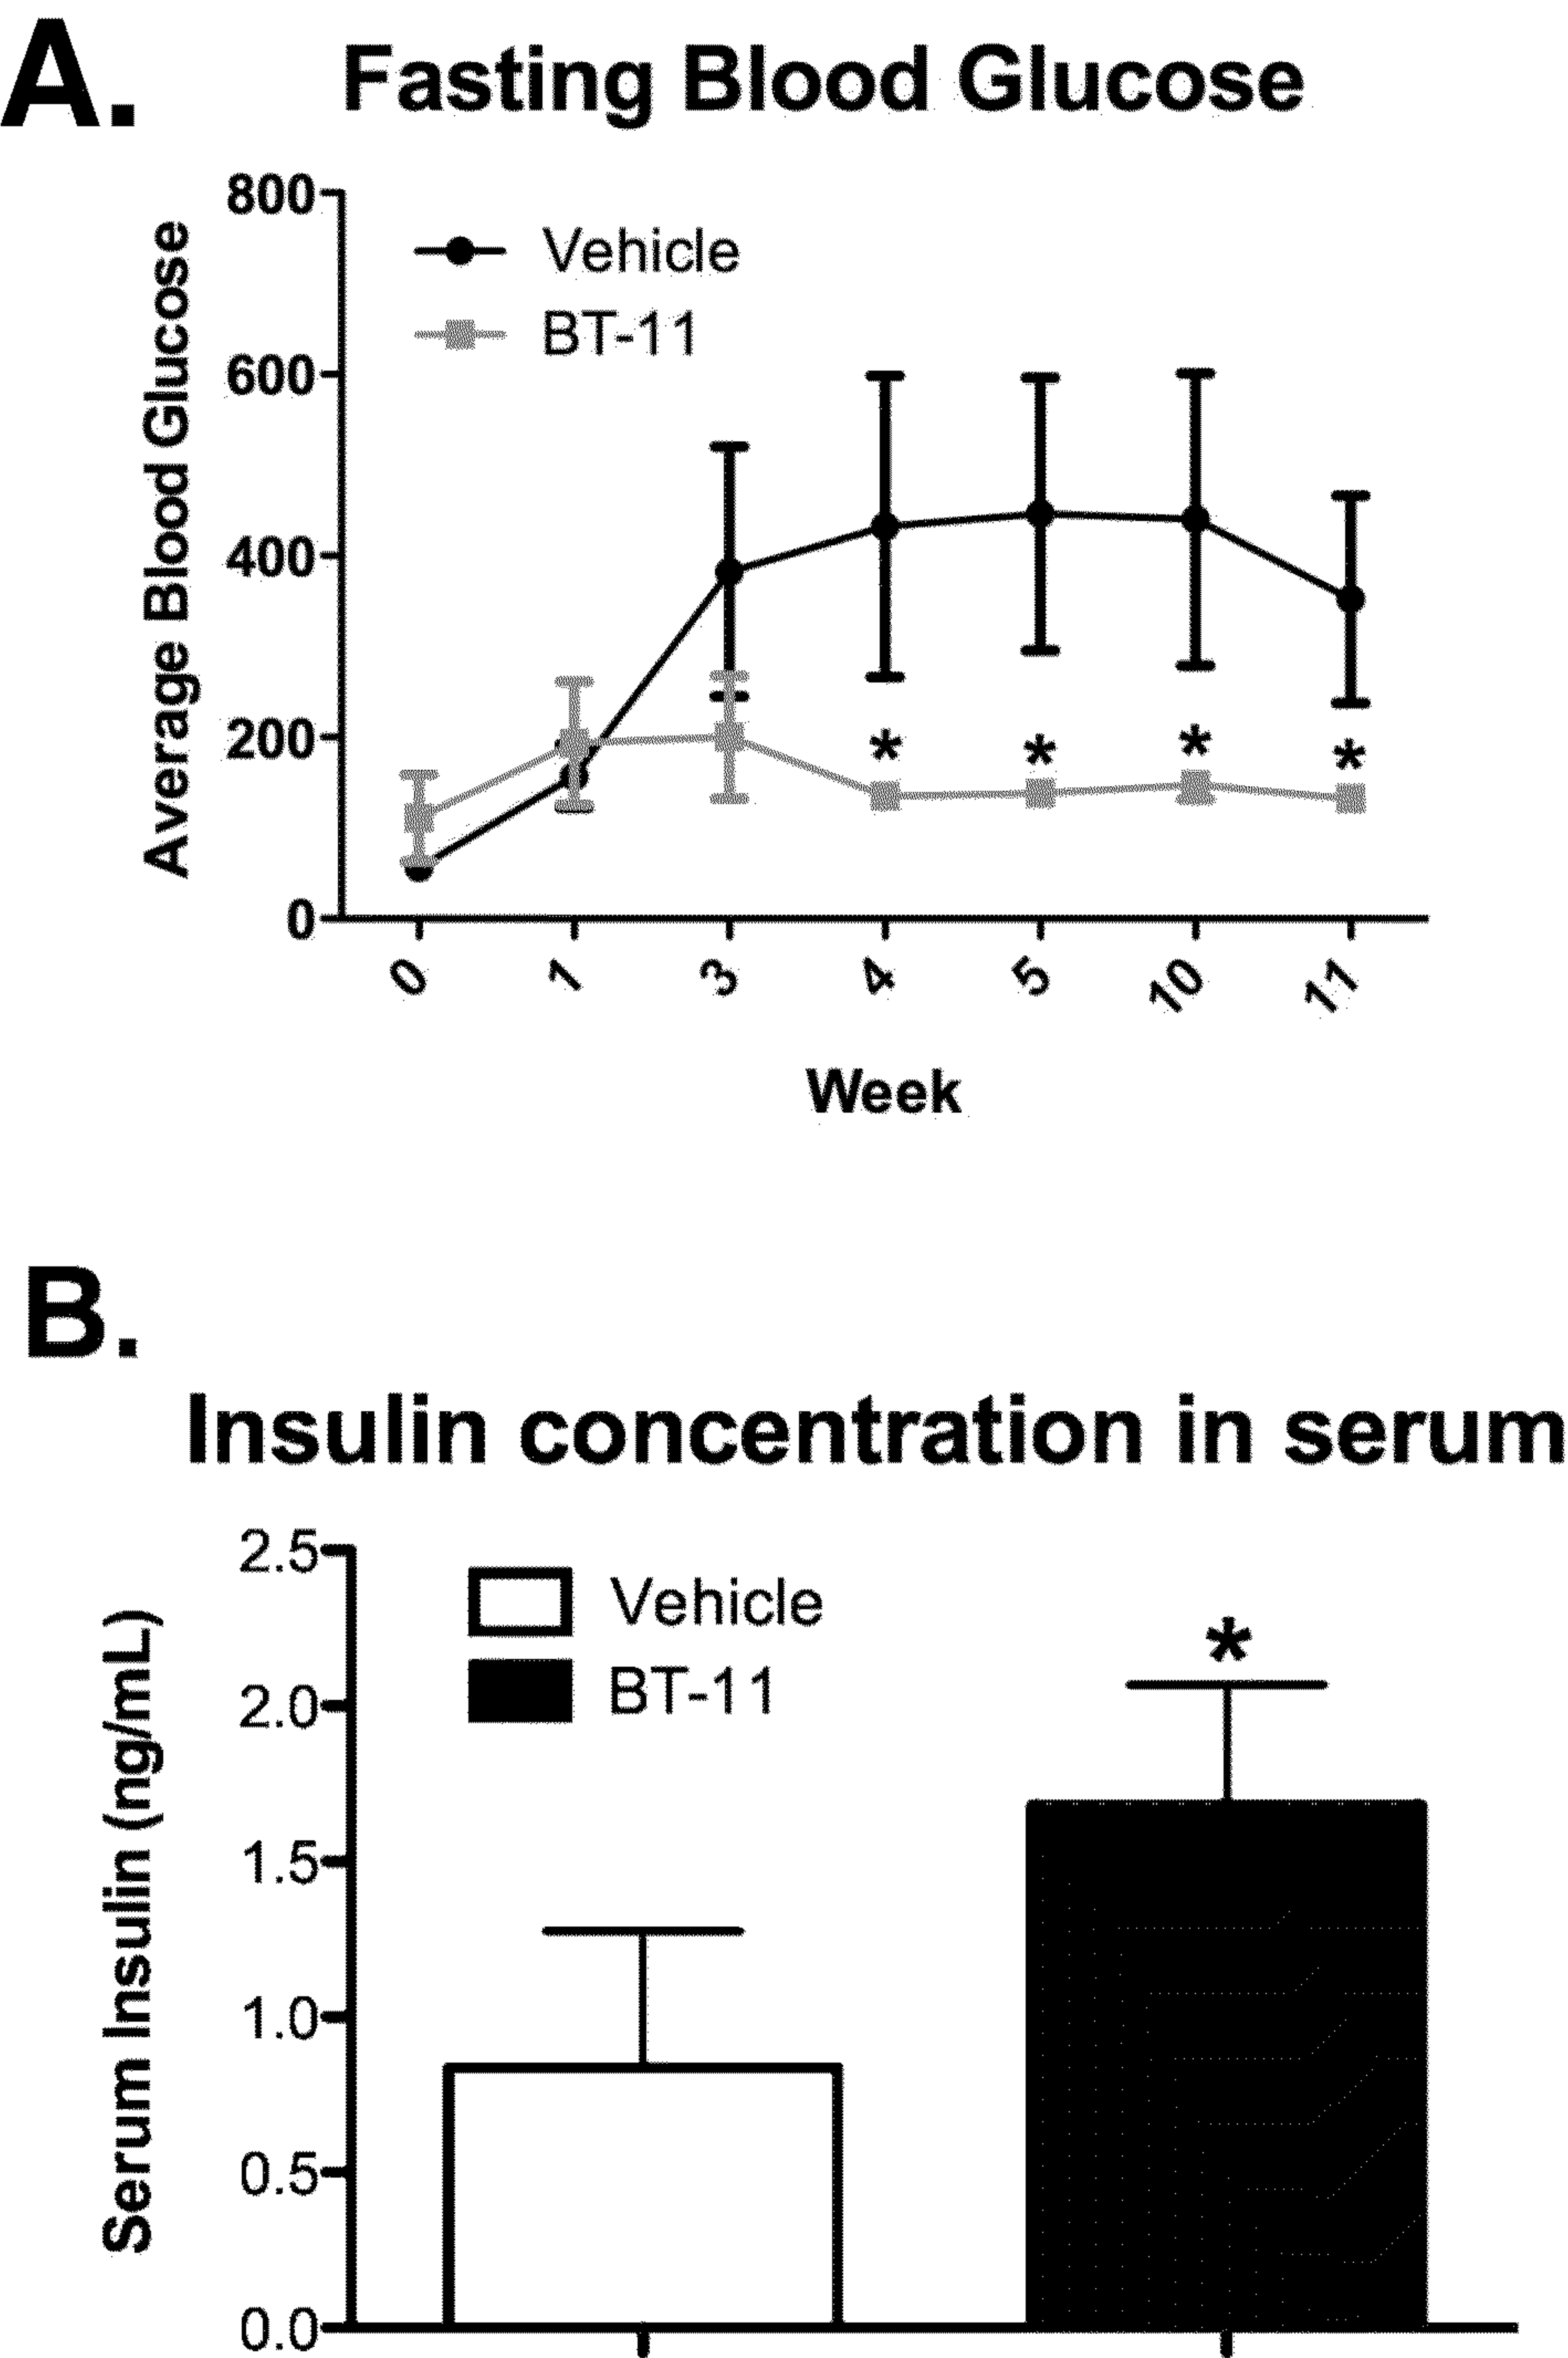 A.
Fasting Blood Glucose
Average Blood Glucose
800
600
400
200
0
Vehicle
BT-11
*
*
*
*
0 1 3 4 5 10 11
Week
B.
Insulin concentration in serum
Serum Insulin (ng/mL)
2.5
2.0
1.5
1.0
0.5
0.0
Vehicle
BT-11
*